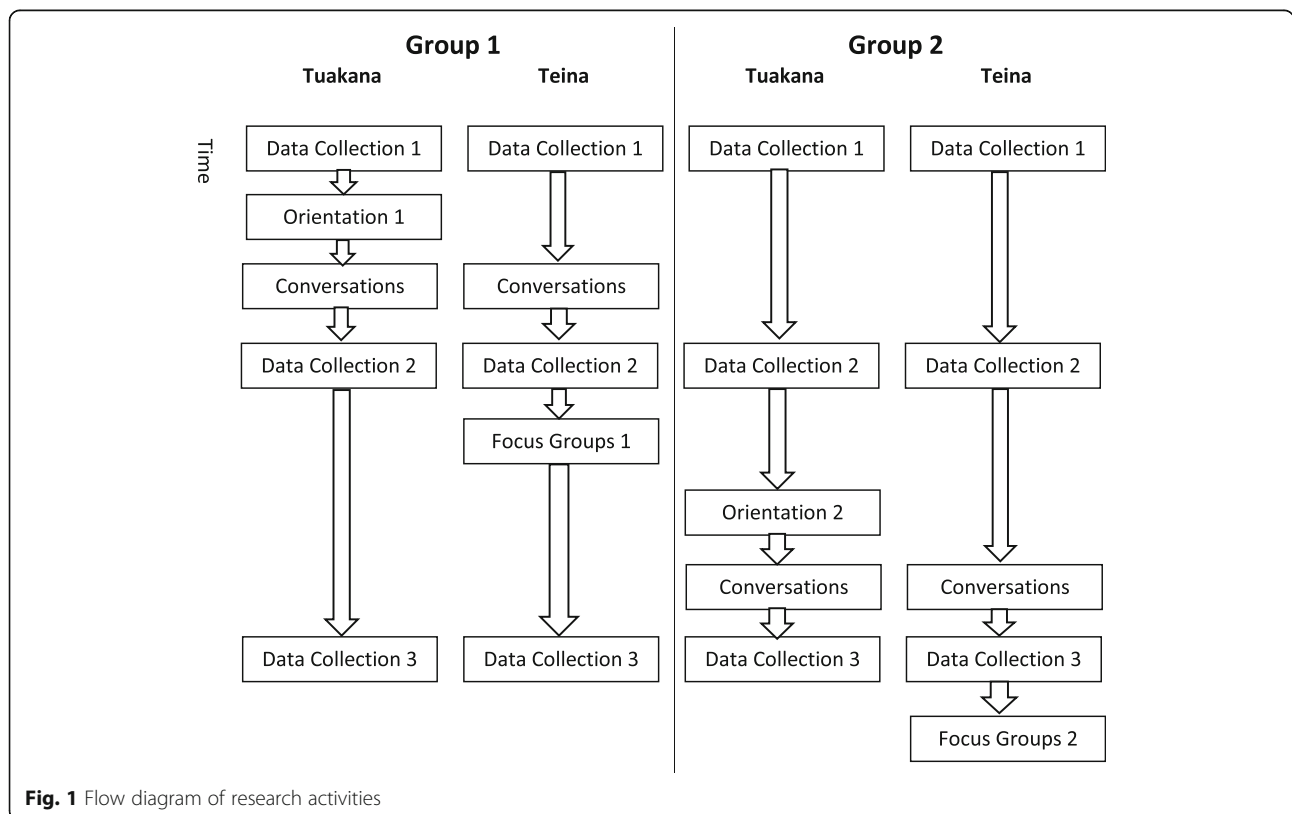 Group 1
Group 2
Tuakana
Teina
Tuakana
Teina
Time
Data Collection 1
Data Collection 1
Data Collection 1
Data Collection 1
Orientation 1
Conversations
Conversations
Data Collection 2
Data Collection 2
Data Collection 2
Data Collection 2
Focus Groups 1
Orientation 2
Conversations
Conversations
Data Collection 3
Data Collection 3
Data Collection 3
Data Collection 3
Focus Groups 2
Fig. 1 Flow diagram of research activities